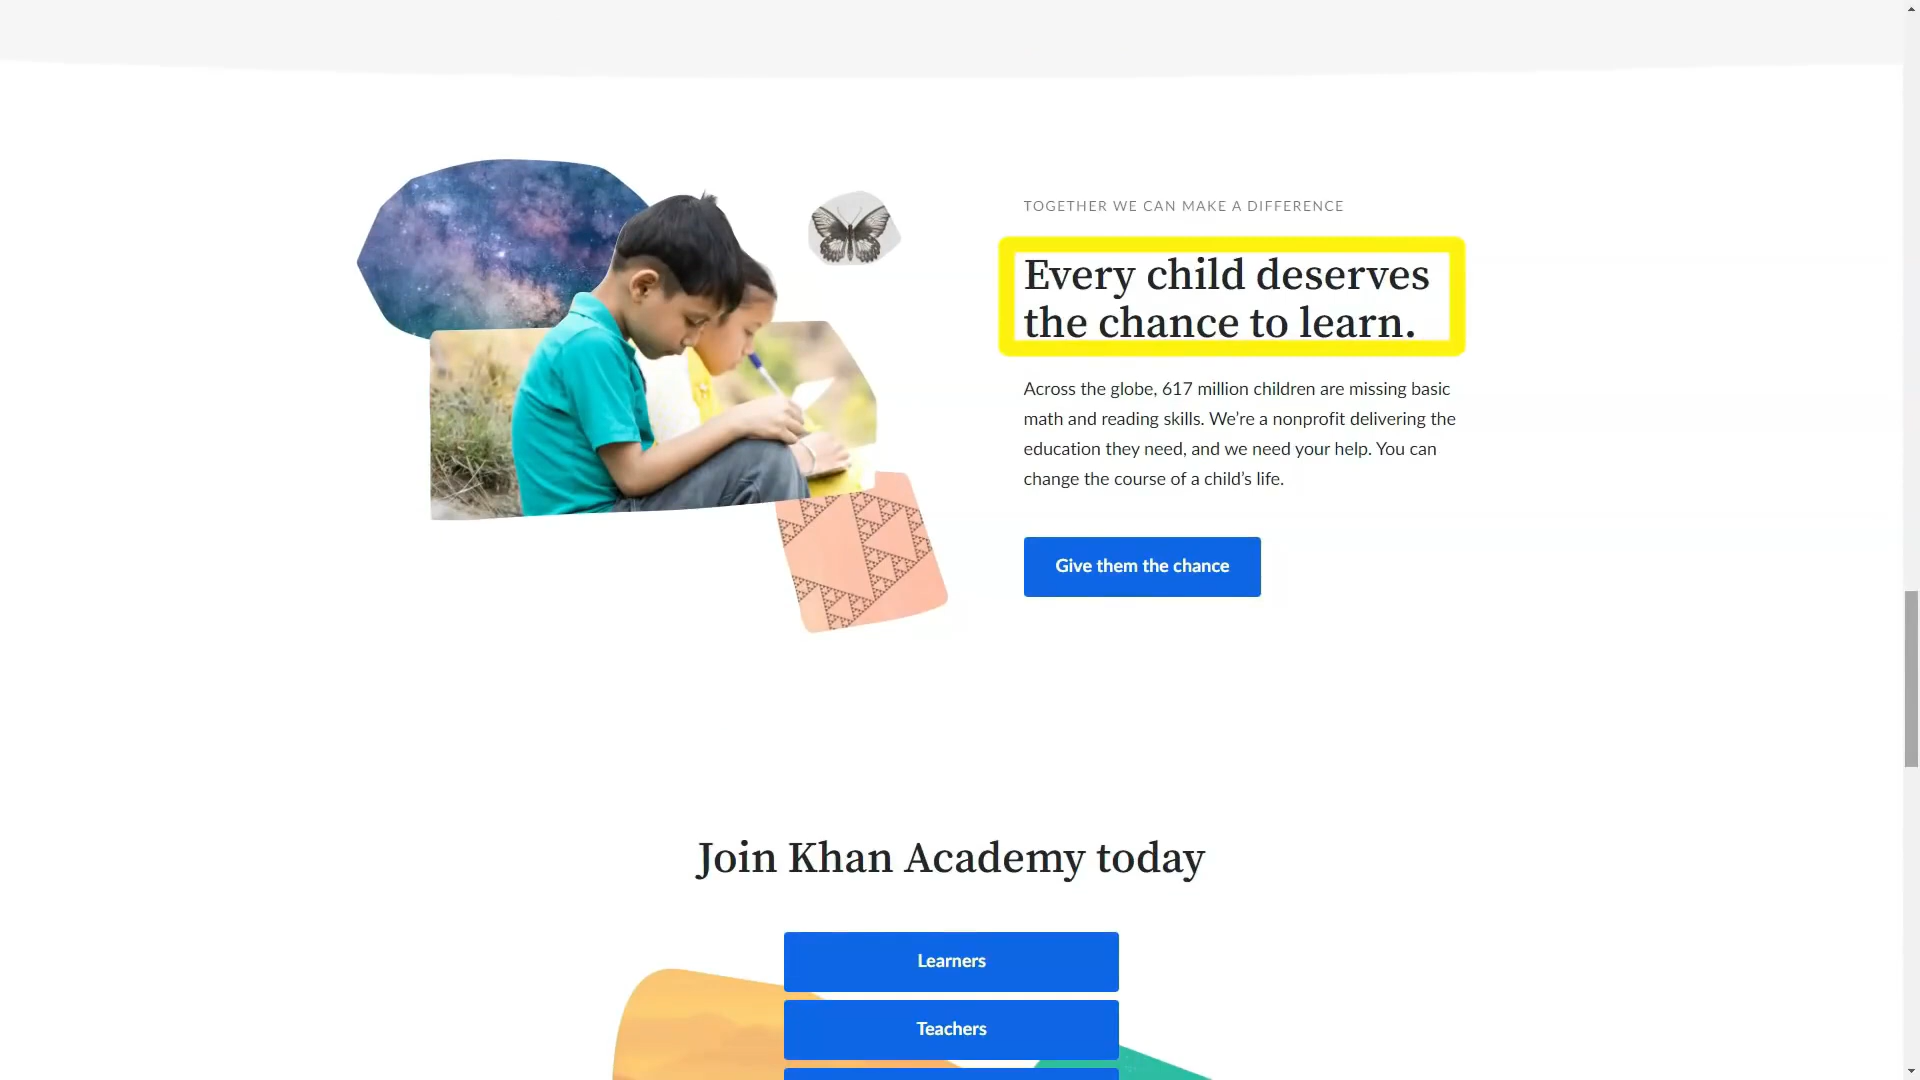 TOGETHER WE CAN MAKE A DIFFERENCE
Every child deserves
the chance to learn.
Across the globe, 617 million children are missing basic
math and reading skills. We’re a nonprofit delivering the
education they need, and we need your help. You can
change the course of a child’s life.
Give them the chance
Join Khan Academy today
Learners
Teachers